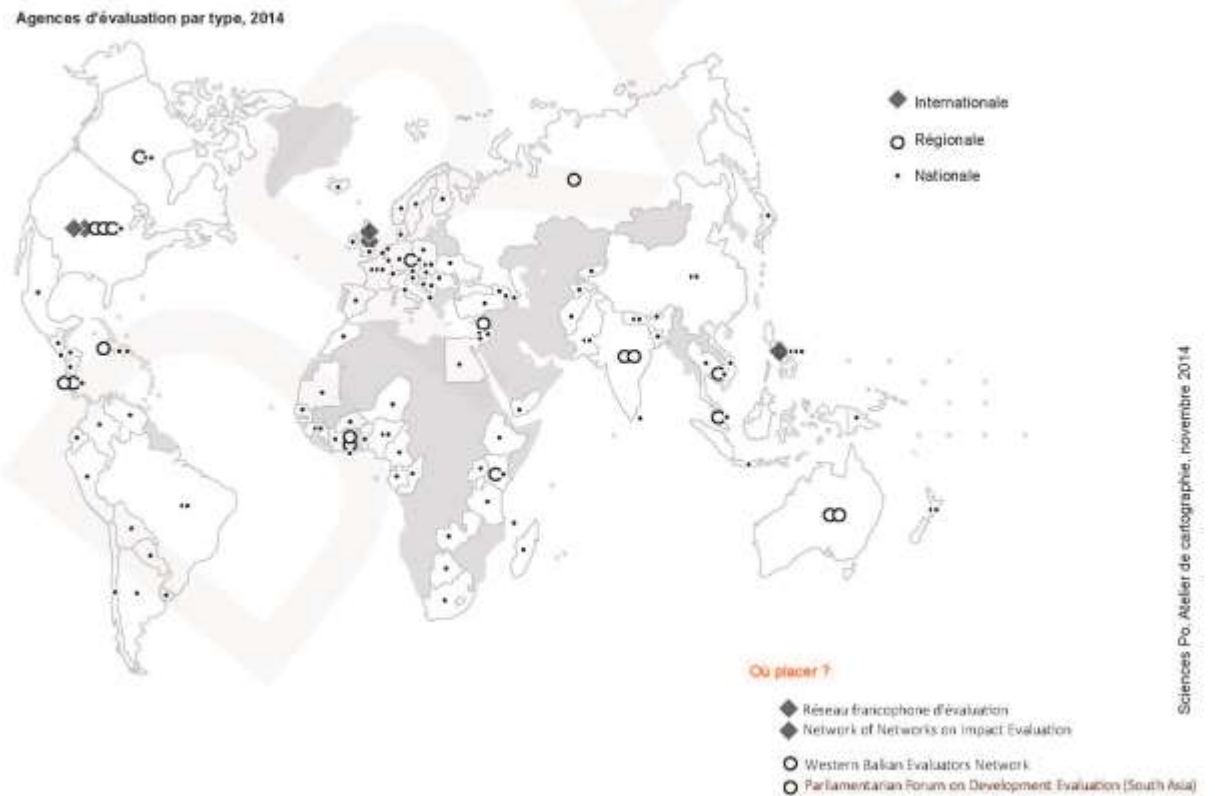 Agences d'évaluation par type, 2014
Internationale
Régionale
Nationale
Sciences Po. Atelier de cartographie, novembre 2014
Où placer ?
Réseau francophone d'évaluation
Network of Networks on Impact Evaluation
Western Balkan Evaluators Network
Parliamentarian Forum on Development Evaluation (South Asia)